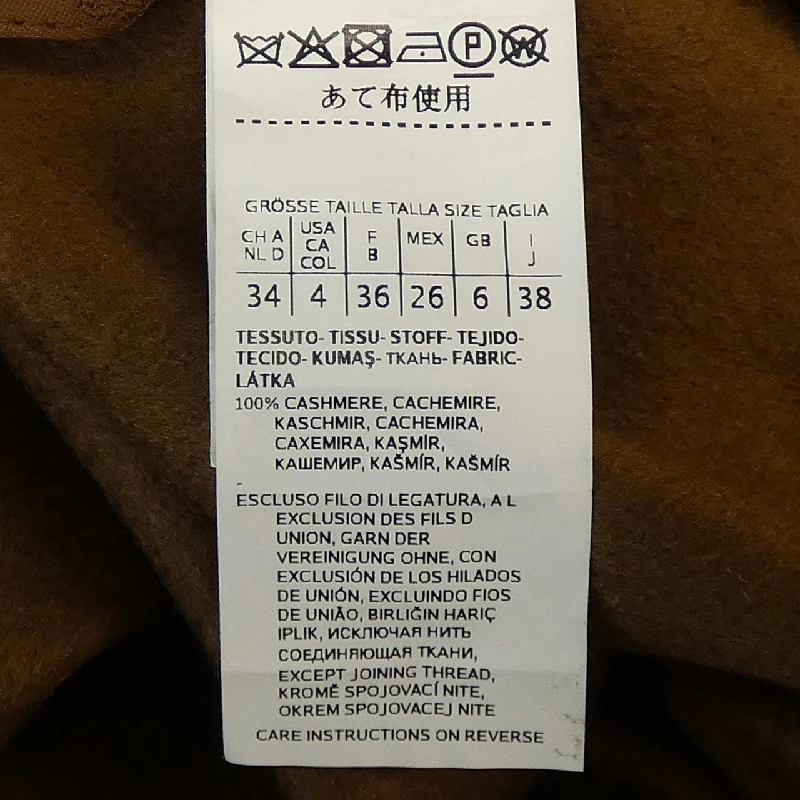 P W
あて布使用
GRÖSSE TAILLE TALLA SIZE TAGLIA
CH A NL D USA CA COL F B MEX GB I J
34 4 36 26 6 38
TESSUTO- TISSU- STOFF- TEJIDO-
TECIDO- KUMAŞ- ТКАНЬ- FABRIC-
LÁTKA
100% CASHMERE, CACHEMIRE,
KASCHMIR, CACHEMIRA,
CAXEMIRA, KAŞMİR,
КАШЕМИР, KAŠMÍR, KAŠMÍR
-
ESCLUSO FILO DI LEGATURA, A L
EXCLUSION DES FILS D
UNION, GARN DER
VEREINIGUNG OHNE, CON
EXCLUSIÓN DE LOS HILADOS
DE UNIÓN, EXCLUINDO FIOS
DE UNIÃO, BIRLIĞIN HARIÇ
IPLIK, ИСКЛЮЧАЯ НИТЬ
СОЕДИНЯЮЩАЯ ТКАНИ,
EXCEPT JOINING THREAD,
KROMĚ SPOJOVACÍ NITE,
OKREM SPOJOVACEJ NITE
CARE INSTRUCTIONS ON REVERSE